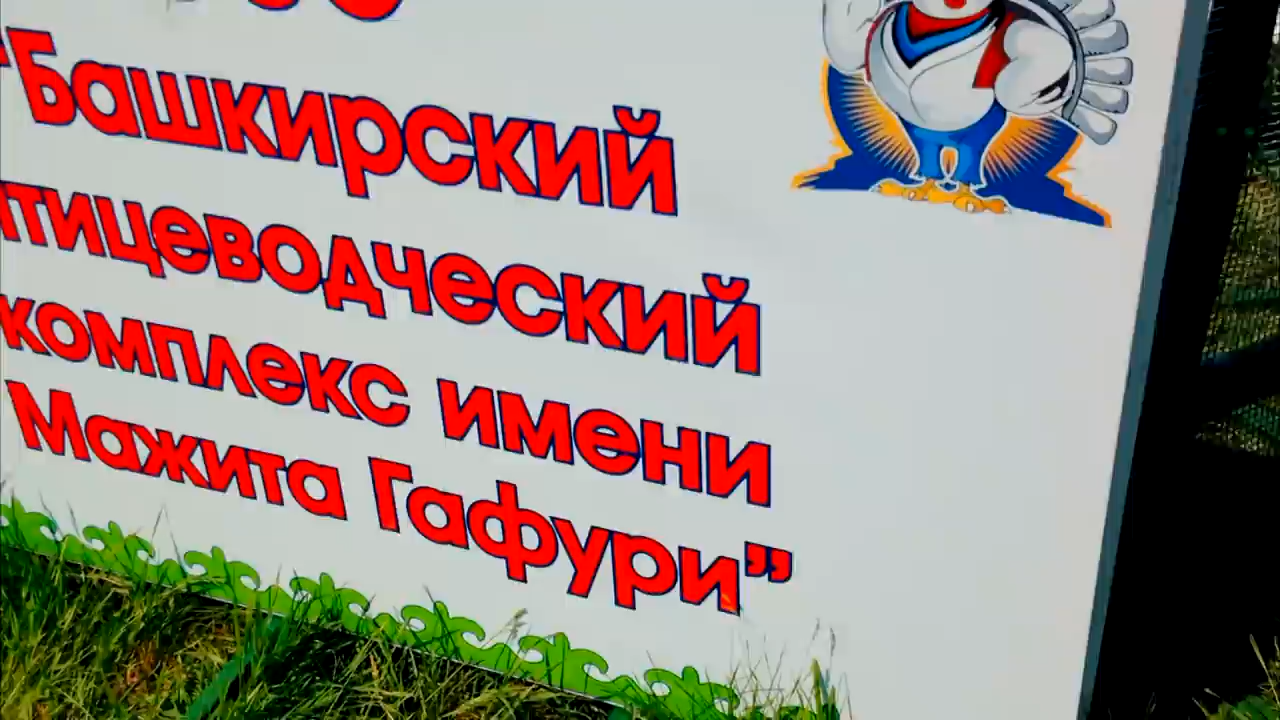 "Башкирский
птицеводческий
комплекс имени
Мажита Гафури”